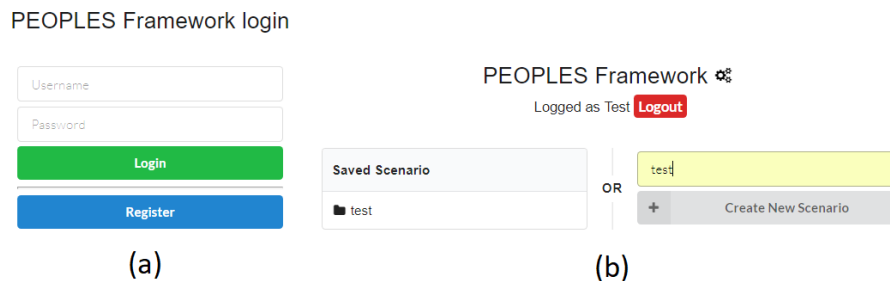 PEOPLES Framework login
Username
Password
Login
Register
(a)
PEOPLES Framework
Logged as Test Logout
Saved Scenario
test
OR
test
+ Create New Scenario
(b)